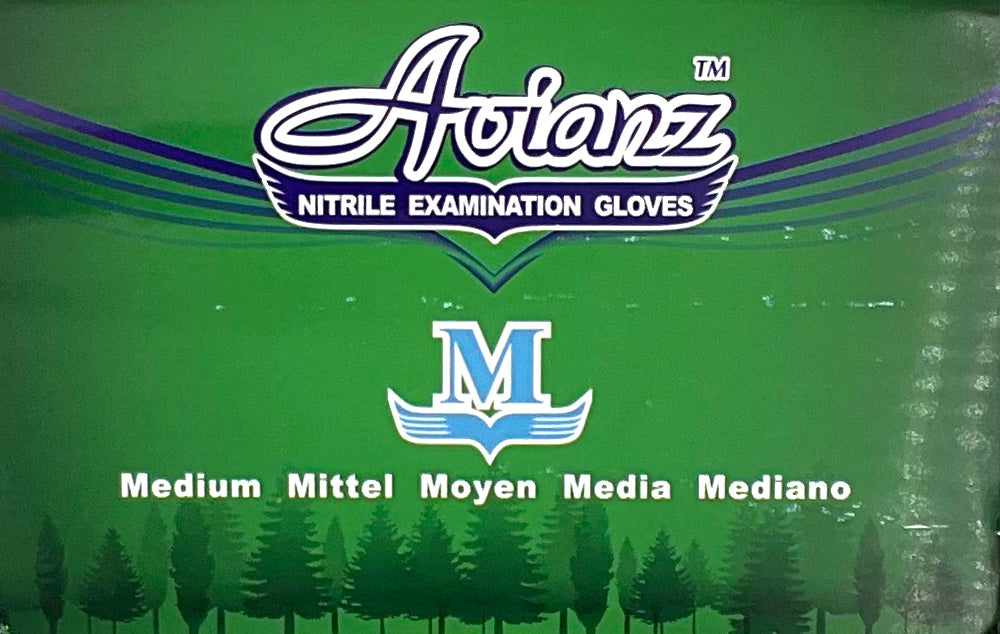 Avianz™
NITRILE EXAMINATION GLOVES
M
Medium Mittel Moyen Media Mediano